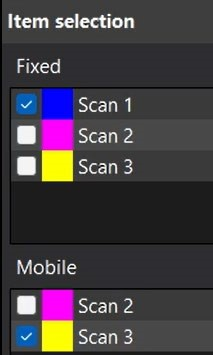 Item selection
Fixed
Scan 1
Scan 2
Scan 3
Mobile
Scan 2
Scan 3